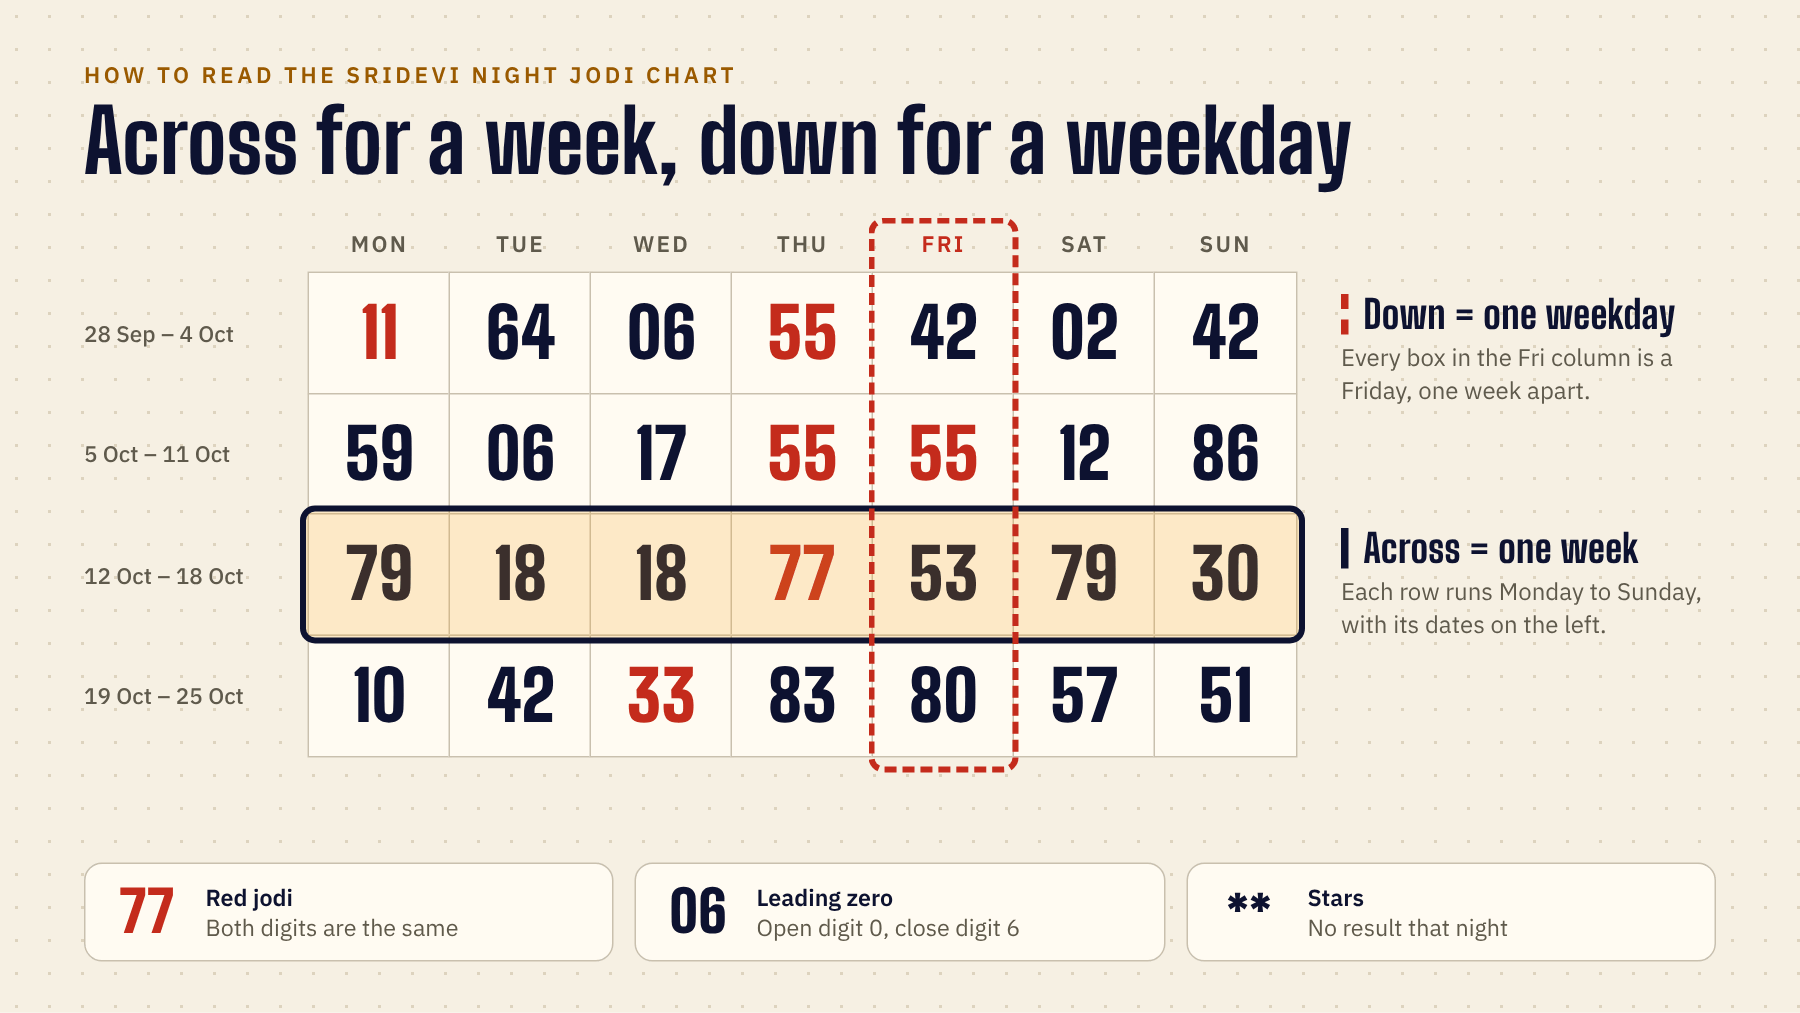 HOW TO READ THE SRIDEVI NIGHT JODI CHART
Across for a week, down for a weekday
MON TUE WED THU FRI SAT SUN
28 Sep – 4 Oct 11 64 06 55 42 02 42
5 Oct – 11 Oct 59 06 17 55 55 12 86
12 Oct – 18 Oct 79 18 18 77 53 79 30
19 Oct – 25 Oct 10 42 33 83 80 57 51
Down = one weekday
Every box in the Fri column is a
Friday, one week apart.
Across = one week
Each row runs Monday to Sunday,
with its dates on the left.
77 Red jodi
Both digits are the same
06 Leading zero
Open digit 0, close digit 6
** Stars
No result that night